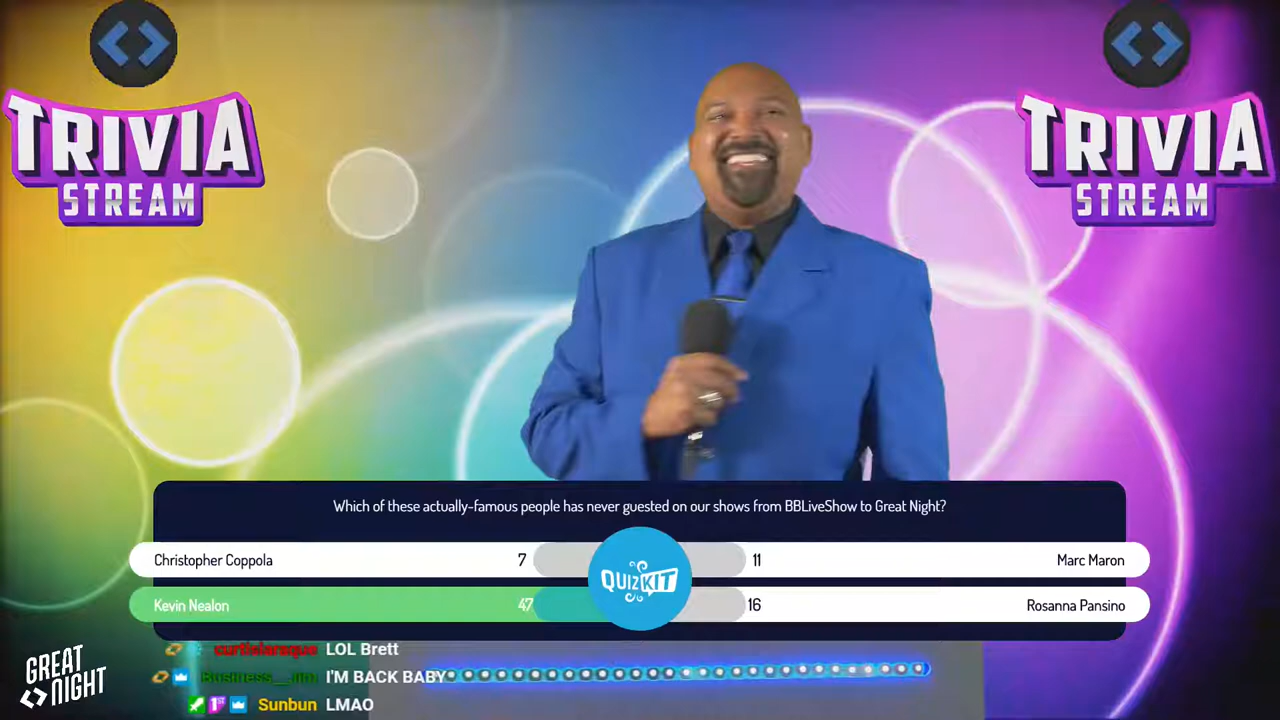 TRIVIA
STREAM
TRIVIA
STREAM
Which of these actually-famous people has never guested on our shows from BBLiveShow to Great Night?
Christopher Coppola 7
11 Marc Maron
Kevin Nealon 47
16 Rosanna Pansino
QUIZKIT
LOL Brett
I'M BACK BABY
1ST Sunbun LMAO
GREAT
NIGHT